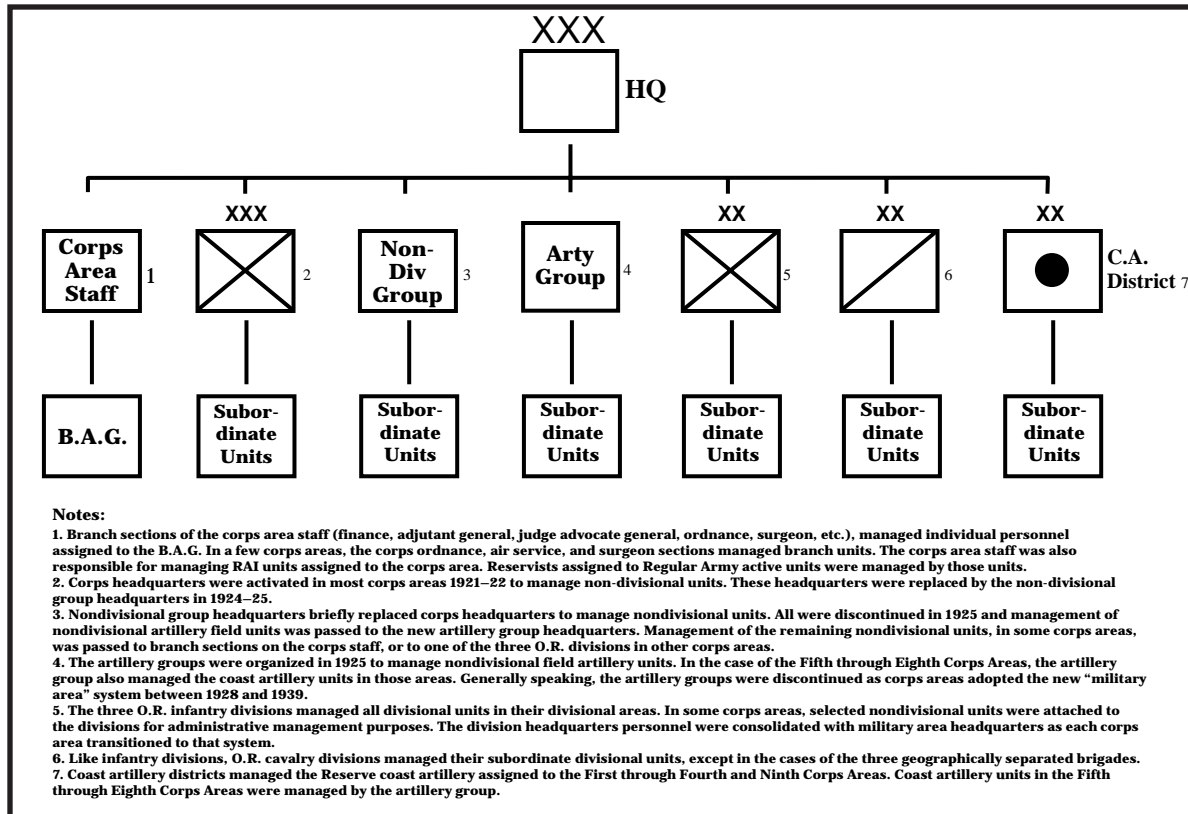 XXX
HQ
XXX
XX
XX
XX
Corps
Area
Staff
1
2
Non-
Div
Group
3
Arty
Group
4
5
6
C.A.
District 7
B.A.G.
Subor-
dinate
Units
Subor-
dinate
Units
Subor-
dinate
Units
Subor-
dinate
Units
Subor-
dinate
Units
Subor-
dinate
Units
Notes:
1. Branch sections of the corps area staff (finance, adjutant general, judge advocate general, ordnance, surgeon, etc.), managed individual personnel
assigned to the B.A.G. In a few corps areas, the corps ordnance, air service, and surgeon sections managed branch units. The corps area staff was also
responsible for managing RAI units assigned to the corps area. Reservists assigned to Regular Army active units were managed by those units.
2. Corps headquarters were activated in most corps areas 1921–22 to manage non-divisional units. These headquarters were replaced by the non-divisional
group headquarters in 1924–25.
3. Nondivisional group headquarters briefly replaced corps headquarters to manage nondivisional units. All were discontinued in 1925 and management of
nondivisional artillery field units was passed to the new artillery group headquarters. Management of the remaining nondivisional units, in some corps areas,
was passed to branch sections on the corps staff, or to one of the three O.R. divisions in other corps areas.
4. The artillery groups were organized in 1925 to manage nondivisional field artillery units. In the case of the Fifth through Eighth Corps Areas, the artillery
group also managed the coast artillery units in those areas. Generally speaking, the artillery groups were discontinued as corps areas adopted the new “military
area” system between 1928 and 1939.
5. The three O.R. infantry divisions managed all divisional units in their divisional areas. In some corps areas, selected nondivisional units were attached to
the divisions for administrative management purposes. The division headquarters personnel were consolidated with military area headquarters as each corps
area transitioned to that system.
6. Like infantry divisions, O.R. cavalry divisions managed their subordinate divisional units, except in the cases of the three geographically separated brigades.
7. Coast artillery districts managed the Reserve coast artillery assigned to the First through Fourth and Ninth Corps Areas. Coast artillery units in the Fifth
through Eighth Corps Areas were managed by the artillery group.